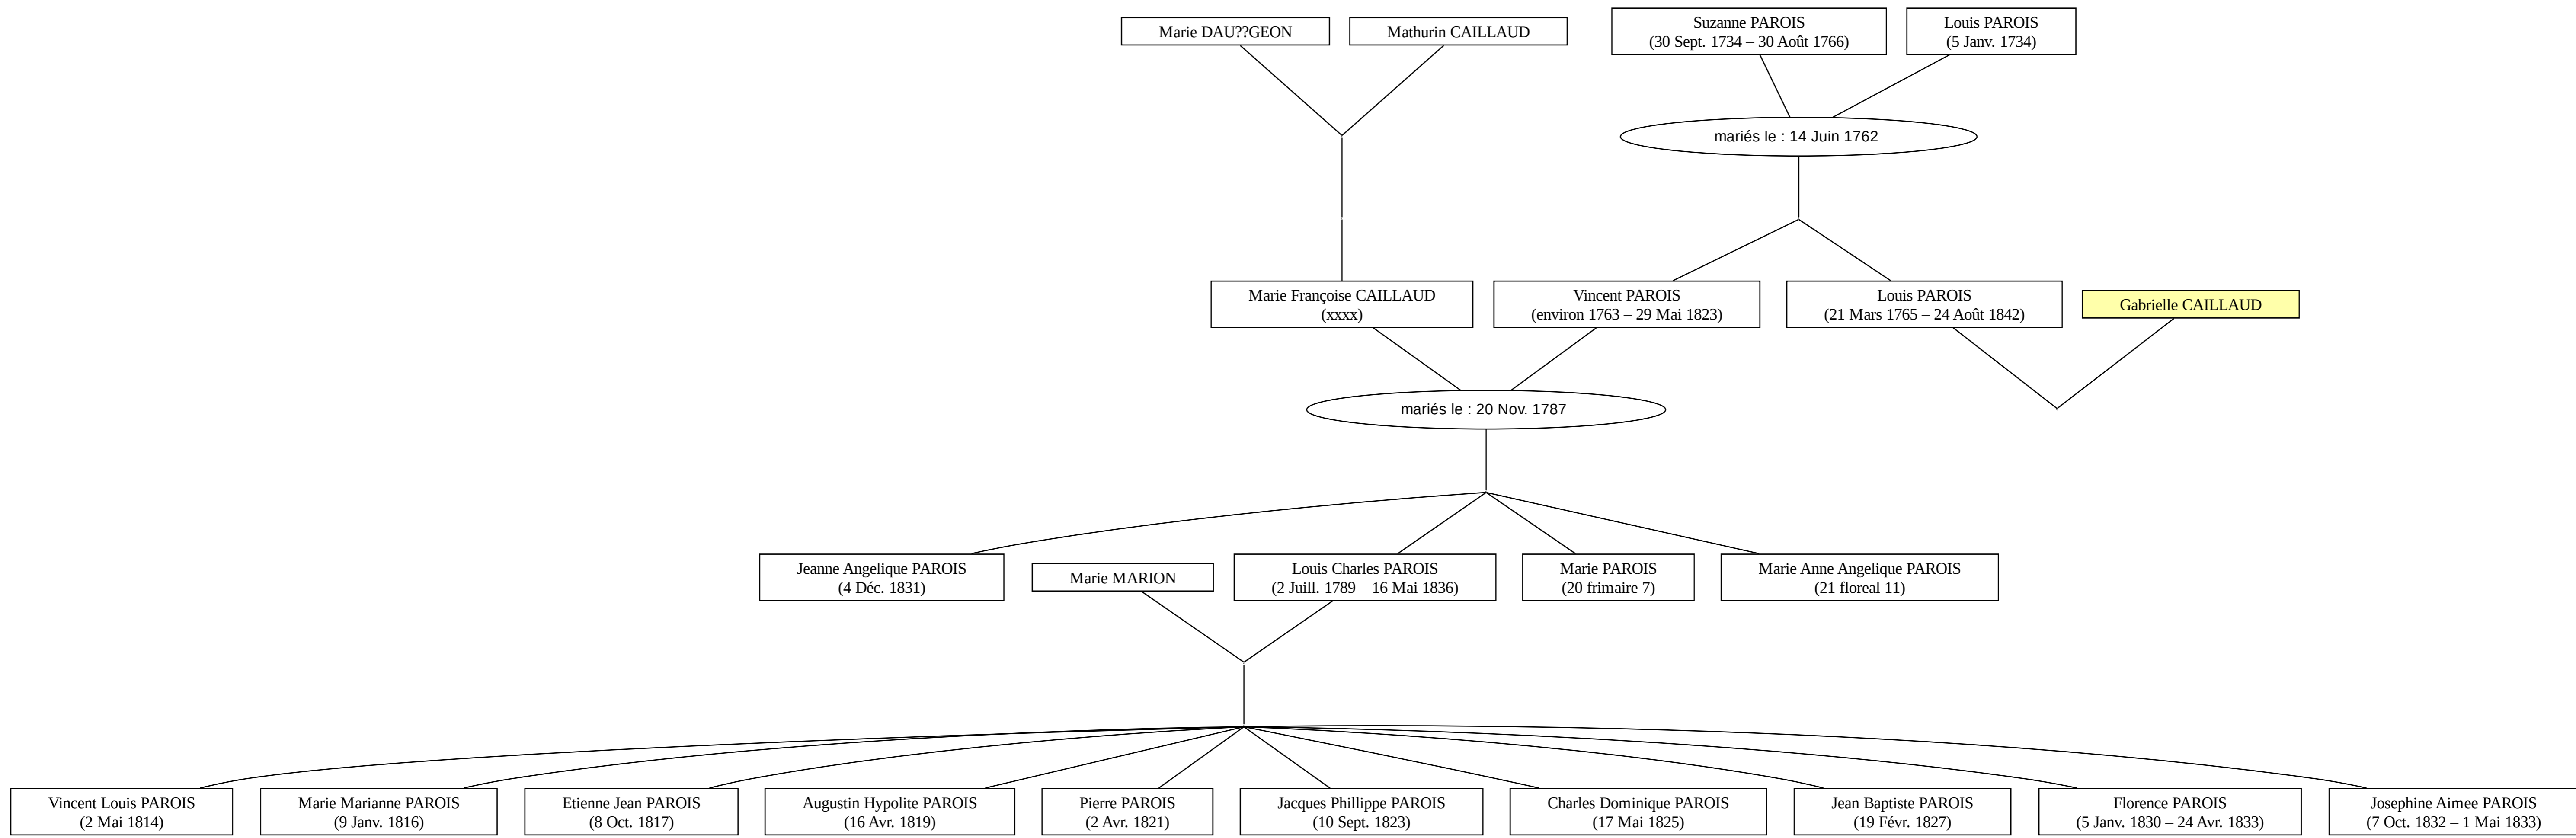 Marie DAU??GEON
Mathurin CAILLAUD
Suzanne PAROIS
(30 Sept. 1734 – 30 Août 1766)
Louis PAROIS
(5 Janv. 1734)
mariés le : 14 Juin 1762
Marie Françoise CAILLAUD
(xxxx)
Vincent PAROIS
(environ 1763 – 29 Mai 1823)
Louis PAROIS
(21 Mars 1765 – 24 Août 1842)
Gabrielle CAILLAUD
mariés le : 20 Nov. 1787
Jeanne Angelique PAROIS
(4 Déc. 1831)
Marie MARION
Louis Charles PAROIS
(2 Juill. 1789 – 16 Mai 1836)
Marie PAROIS
(20 frimaire 7)
Marie Anne Angelique PAROIS
(21 floreal 11)
Vincent Louis PAROIS
(2 Mai 1814)
Marie Marianne PAROIS
(9 Janv. 1816)
Etienne Jean PAROIS
(8 Oct. 1817)
Augustin Hypolite PAROIS
(16 Avr. 1819)
Pierre PAROIS
(2 Avr. 1821)
Jacques Phillippe PAROIS
(10 Sept. 1823)
Charles Dominique PAROIS
(17 Mai 1825)
Jean Baptiste PAROIS
(19 Févr. 1827)
Florence PAROIS
(5 Janv. 1830 – 24 Avr. 1833)
Josephine Aimee PAROIS
(7 Oct. 1832 – 1 Mai 1833)